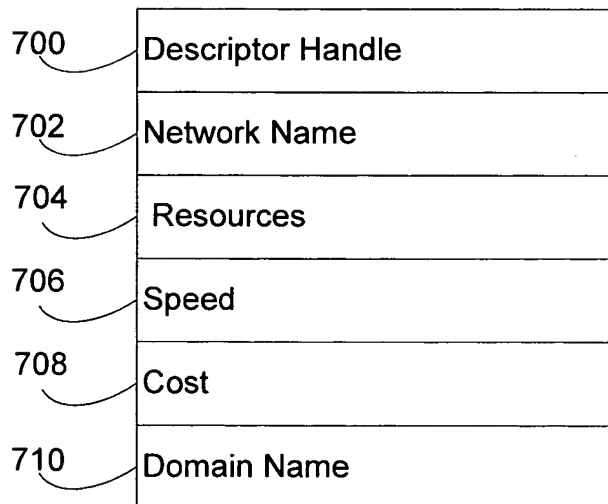 700 Descriptor Handle
702 Network Name
704 Resources
706 Speed
708 Cost
710 Domain Name